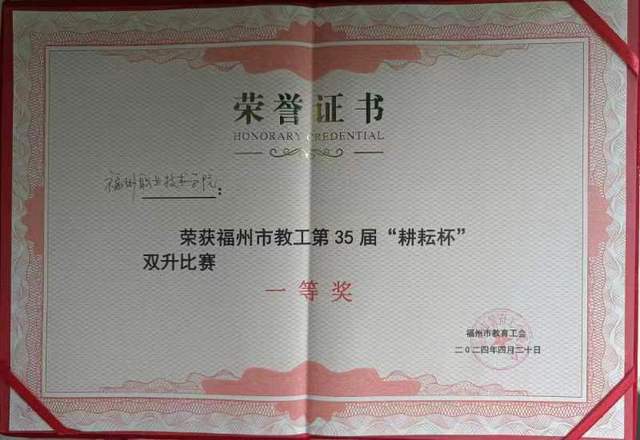 荣誉证书
HONORARY CREDENTIAL
福州职业技术学院：
荣获福州市教工第35届“耕耘杯”
双升比赛
一等奖
福州市教育工会
二0二四年四月二十日